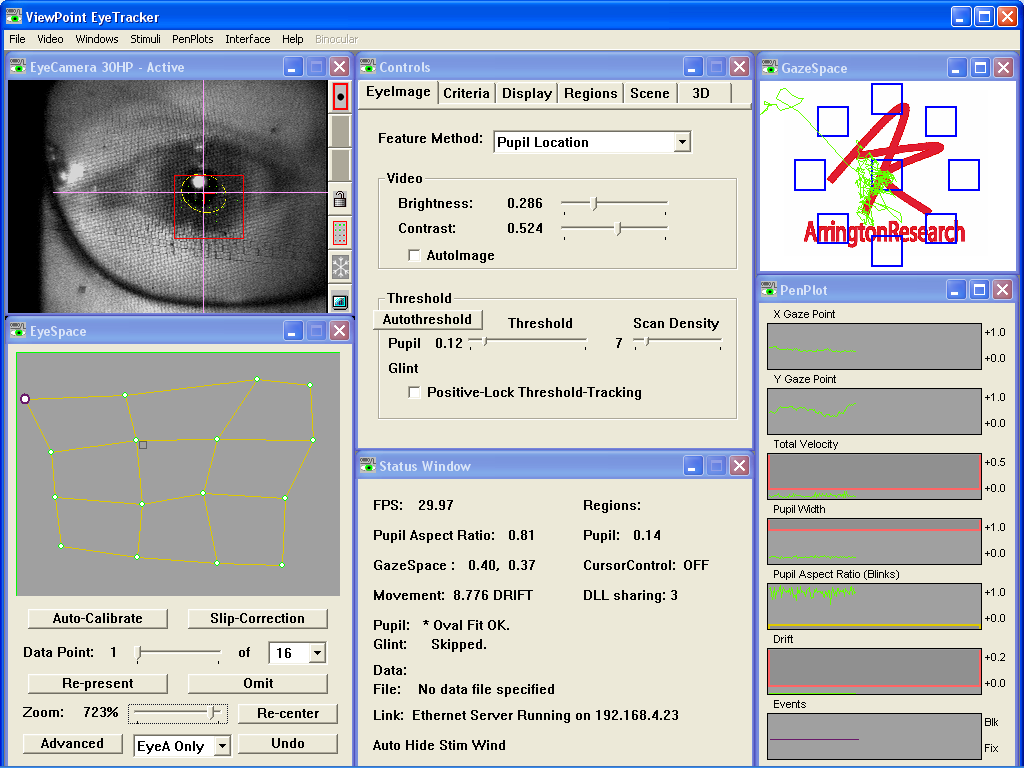 ViewPoint EyeTracker
File Video Windows Stimuli PenPlots Interface Help Binocular
EyeCamera 30HP - Active
EyeSpace
Auto-Calibrate Slip-Correction
Data Point: 1 of 16
Re-present Omit
Zoom: 723% Re-center
Advanced EyeA Only Undo
Controls
EyeImage Criteria Display Regions Scene 3D
Feature Method: Pupil Location
Video
Brightness: 0.286
Contrast: 0.524
AutoImage
Threshold
Autothreshold Threshold Scan Density
Pupil 0.12 7
Glint
Positive-Lock Threshold-Tracking
Status Window
FPS: 29.97 Regions:
Pupil Aspect Ratio: 0.81 Pupil: 0.14
GazeSpace : 0.40, 0.37 CursorControl: OFF
Movement: 8.776 DRIFT DLL sharing: 3
Pupil: * Oval Fit OK.
Glint: Skipped.
Data:
File: No data file specified
Link: Ethernet Server Running on 192.168.4.23
Auto Hide Stim Wind
GazeSpace
ArringtonResearch
PenPlot
X Gaze Point
+1.0
+0.0
Y Gaze Point
+1.0
+0.0
Total Velocity
+0.5
+0.0
Pupil Width
+1.0
+0.0
Pupil Aspect Ratio (Blinks)
+1.0
+0.0
Drift
+0.2
+0.0
Events
Blk
Fix